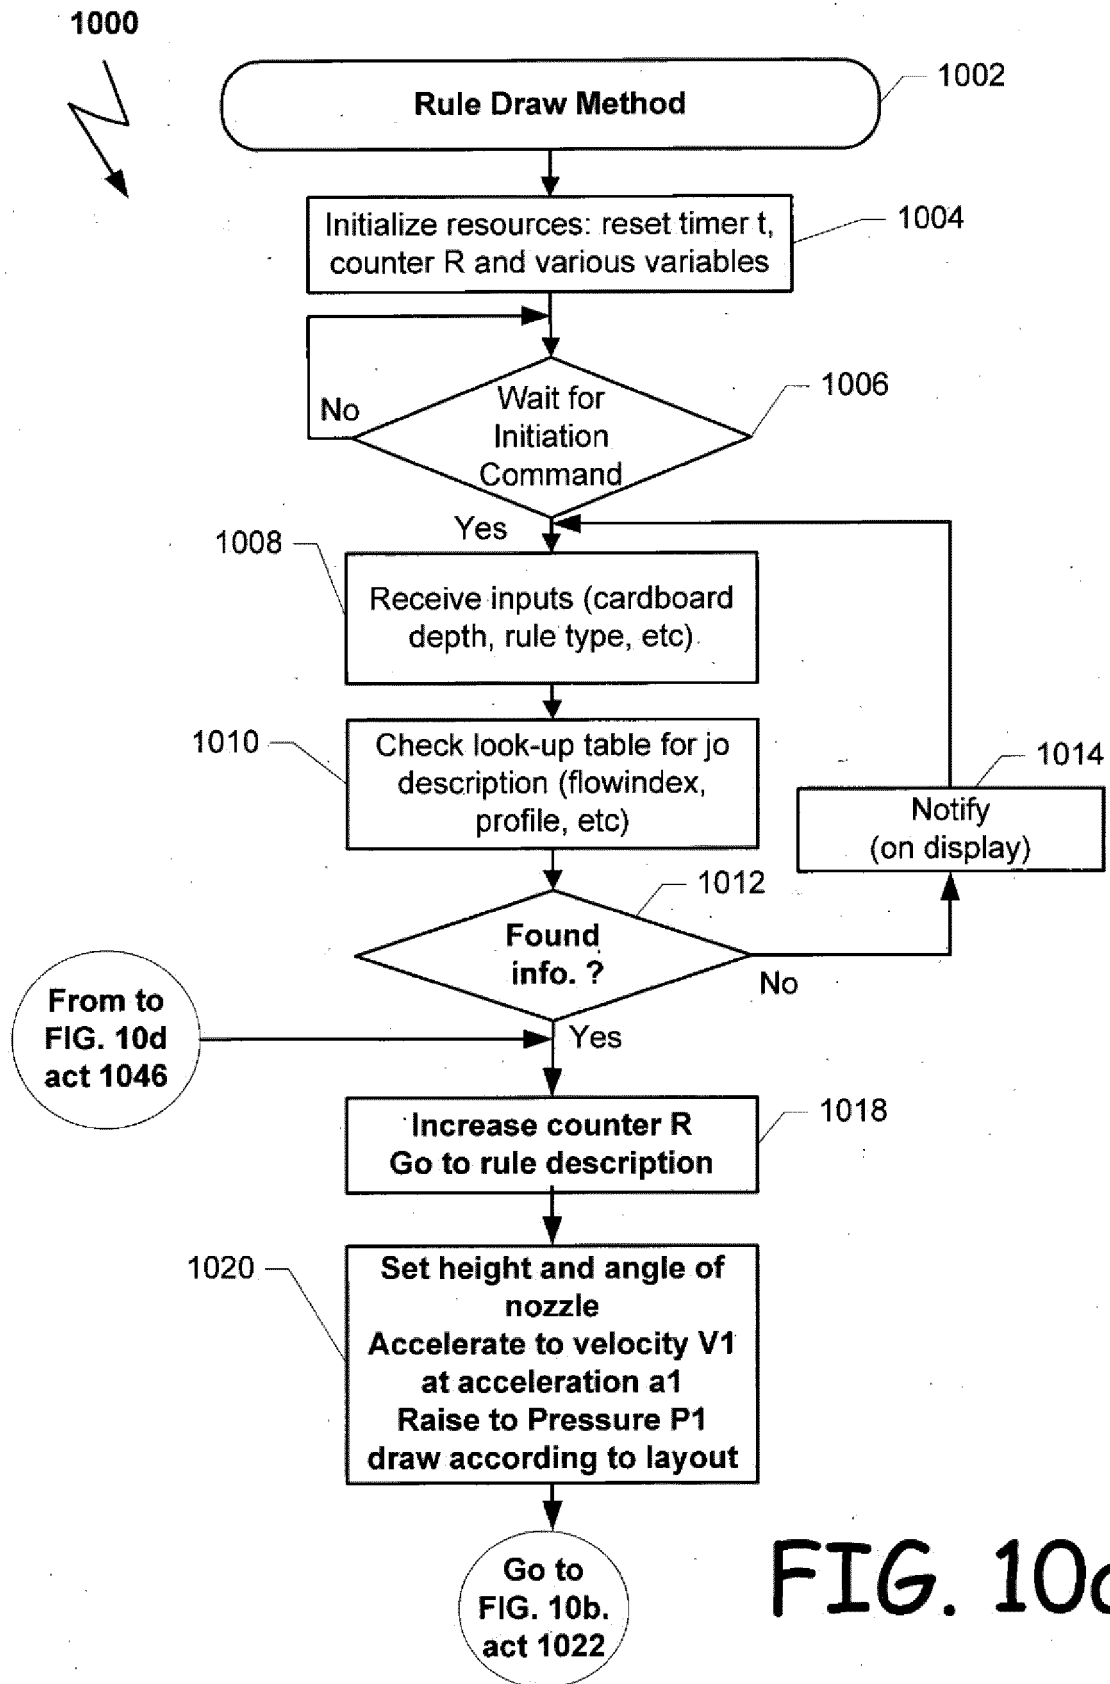 1000
Rule Draw Method
1002
Initialize resources: reset timer t,
counter R and various variables
1004
No
Wait for
Initiation
Command
1006
Yes
1008
Receive inputs (cardboard
depth, rule type, etc)
1010
Check look-up table for jo
description (flowindex,
profile, etc)
1014
Notify
(on display)
1012
Found
info. ?
No
From to
FIG. 10d
act 1046
Yes
Increase counter R
Go to rule description
1018
1020
Set height and angle of
nozzle
Accelerate to velocity V1
at acceleration a1
Raise to Pressure P1
draw according to layout
Go to
FIG. 10b.
act 1022
FIG. 10